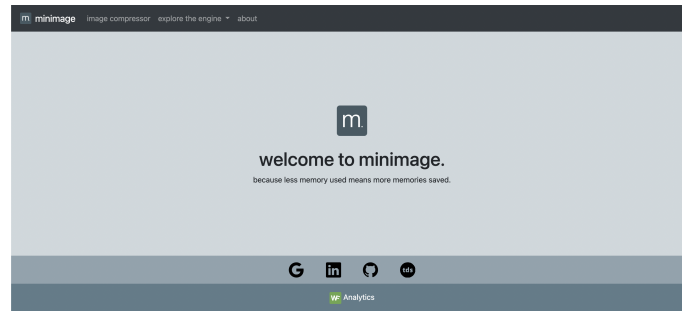 m. minimage image compressor explore the engine about
m.
welcome to minimage.
because less memory used means more memories saved.
G in tds
WF Analytics